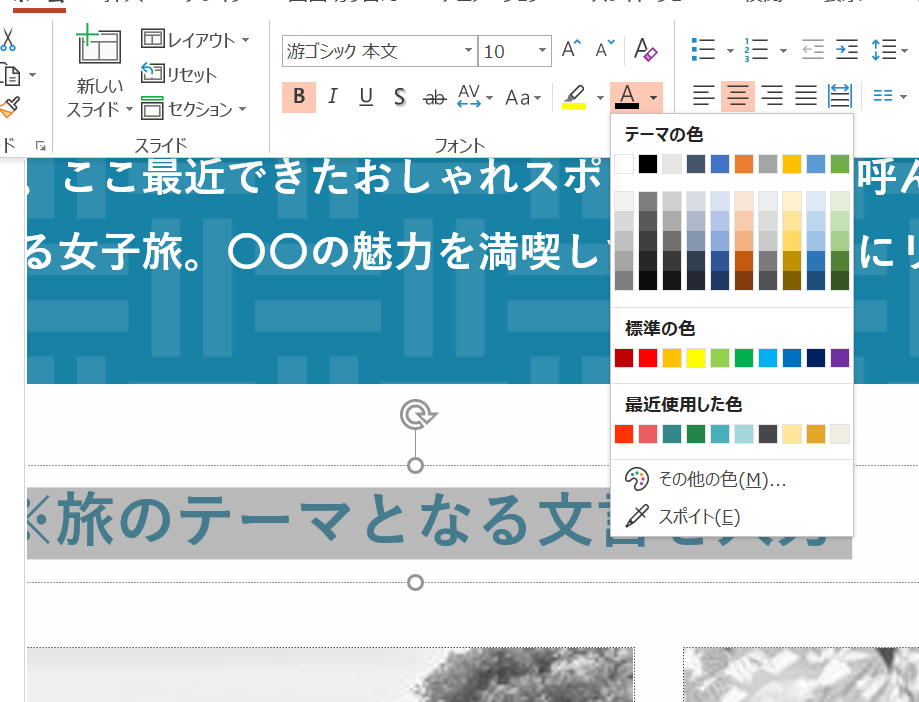 レイアウト
リセット
セクション
新しい
スライド
スライド
游ゴシック 本文
10
B I U S ab AV Aa
A
フォント
テーマの色
標準の色
最近使用した色
その他の色(M)...
スポイト(E)
。ここ最近できたおしゃれスポ
呼ん
る女子旅。〇〇の魅力を満喫し
にリ
※旅のテーマとなる文言を入力